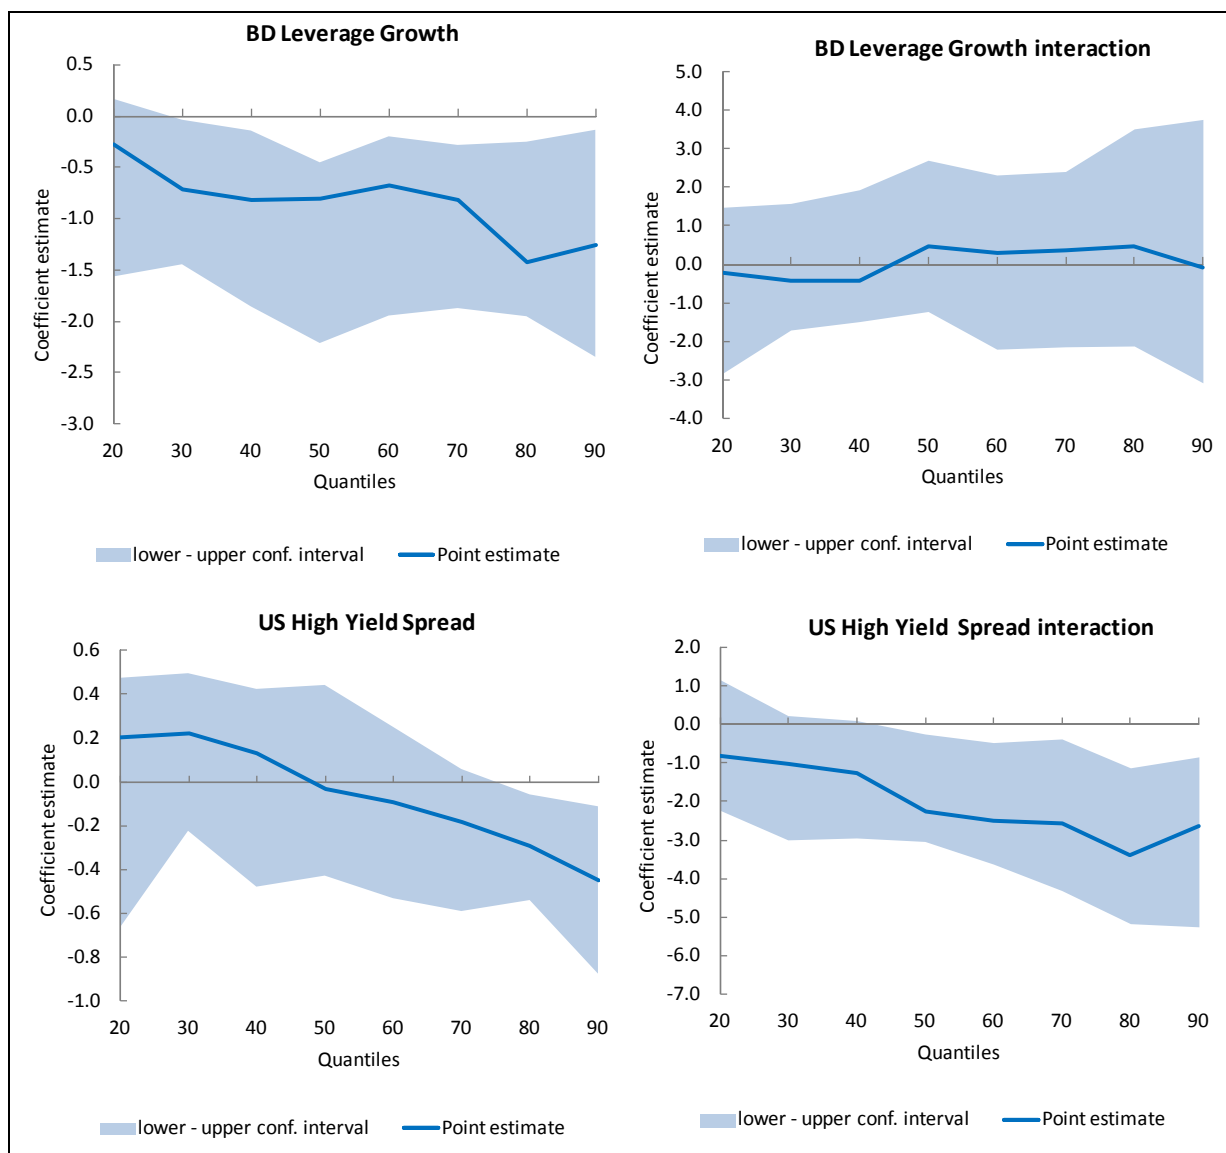 BD Leverage Growth
0.5
0.0
-0.5
-1.0
-1.5
-2.0
-2.5
-3.0
Coefficient estimate
20 30 40 50 60 70 80 90
Quantiles
lower - upper conf. interval Point estimate
BD Leverage Growth interaction
5.0
4.0
3.0
2.0
1.0
0.0
-1.0
-2.0
-3.0
-4.0
Coefficient estimate
20 30 40 50 60 70 80 90
Quantiles
lower - upper conf. interval Point estimate
US High Yield Spread
0.6
0.4
0.2
0.0
-0.2
-0.4
-0.6
-0.8
-1.0
Coefficient estimate
20 30 40 50 60 70 80 90
Quantiles
lower - upper conf. interval Point estimate
US High Yield Spread interaction
2.0
1.0
0.0
-1.0
-2.0
-3.0
-4.0
-5.0
-6.0
-7.0
Coefficient estimate
20 30 40 50 60 70 80 90
Quantiles
lower - upper conf. interval Point estimate